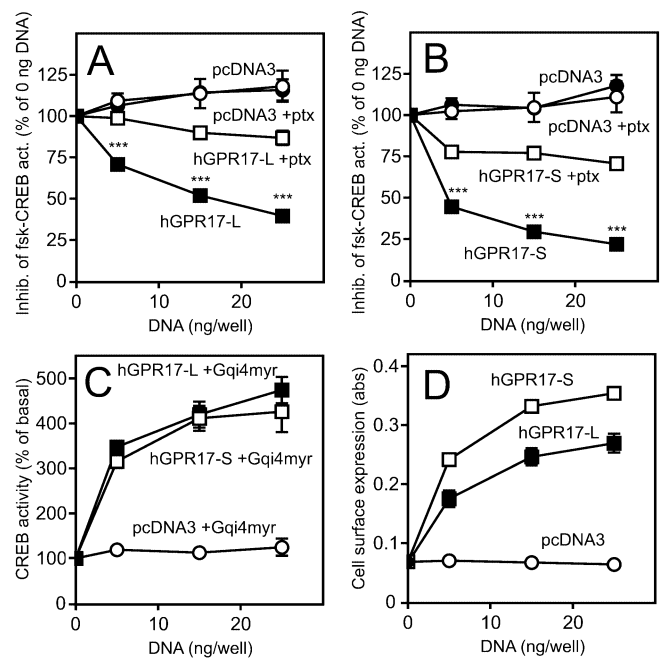 A
Inhib. of fsk-CREB act. (% of 0 ng DNA)
125
100
75
50
25
0
0 10 20
DNA (ng/well)
pcDNA3
pcDNA3 +ptx
hGPR17-L +ptx
***
***
***
hGPR17-L
B
Inhib. of fsk-CREB act. (% of 0 ng DNA)
125
100
75
50
25
0
0 10 20
DNA (ng/well)
pcDNA3
pcDNA3 +ptx
hGPR17-S +ptx
***
***
***
hGPR17-S
C
CREB activity (% of basal)
500
400
300
200
100
0
0 10 20
DNA (ng/well)
hGPR17-L +Gqi4myr
hGPR17-S +Gqi4myr
pcDNA3 +Gqi4myr
D
Cell surface expression (abs)
0.4
0.3
0.2
0.1
0
0 10 20
DNA (ng/well)
hGPR17-S
hGPR17-L
pcDNA3